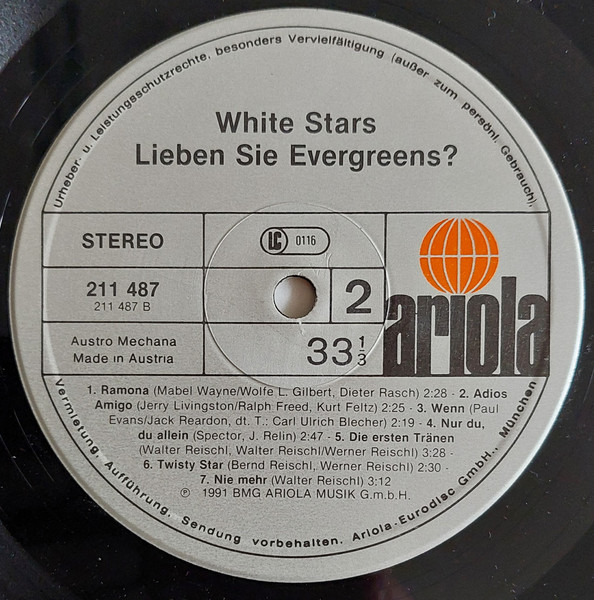 Urheber- u. Leistungsschutzrechte, besonders Vervielfältigung (außer zum persönl. Gebrauch),
White Stars
Lieben Sie Evergreens?
STEREO
LC 0116
211 487
211 487 B
2
ariola
Austro Mechana
Made in Austria
33 1/3
1. Ramona (Mabel Wayne/Wolfe L. Gilbert, Dieter Rasch) 2:28 - 2. Adios
Amigo (Jerry Livingston/Ralph Freed, Kurt Feltz) 2:25 - 3. Wenn (Paul
Evans/Jack Reardon, dt. T.: Carl Ulrich Blecher) 2:19 - 4. Nur du,
du allein (Spector, J. Relin) 2:47 - 5. Die ersten Tränen
(Walter Reischl, Walter Reischl/Werner Reischl) 3:28 -
6. Twisty Star (Bernd Reischl, Werner Reischl) 2:30 -
7. Nie mehr (Walter Reischl) 3:12
℗ 1991 BMG ARIOLA MUSIK G.m.b.H.
Vermietung, Aufführung, Sendung vorbehalten. Ariola-Eurodisc GmbH., München